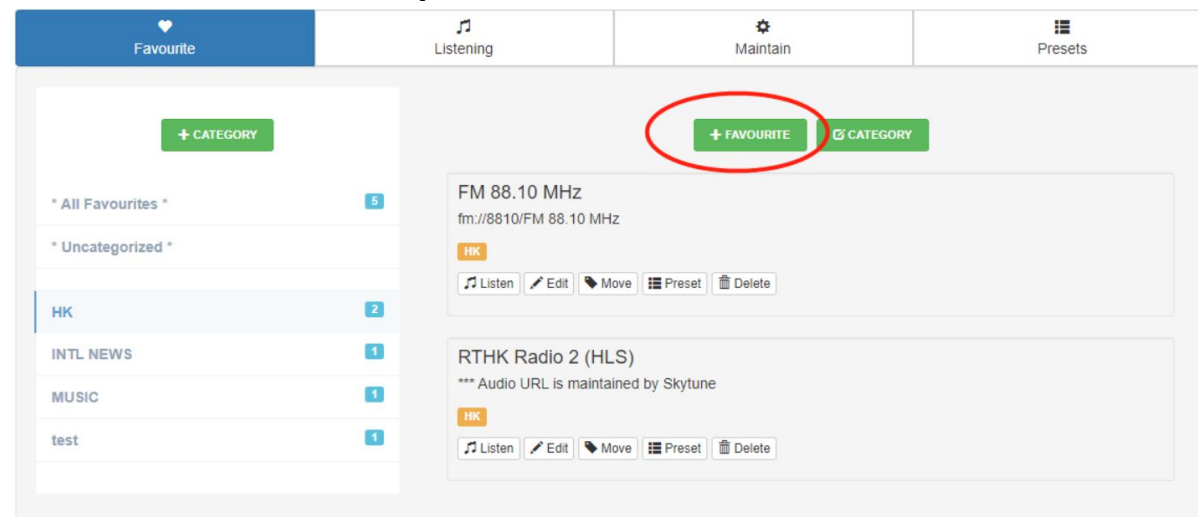 Favourite
Listening
Maintain
Presets
+ CATEGORY
* All Favourites * 5
* Uncategorized *
HK 2
INTL NEWS 1
MUSIC 1
test 1
+ FAVOURITE CATEGORY
FM 88.10 MHz
fm://8810/FM 88.10 MHz
HK
Listen Edit Move Preset Delete
RTHK Radio 2 (HLS)
*** Audio URL is maintained by Skytune
HK
Listen Edit Move Preset Delete